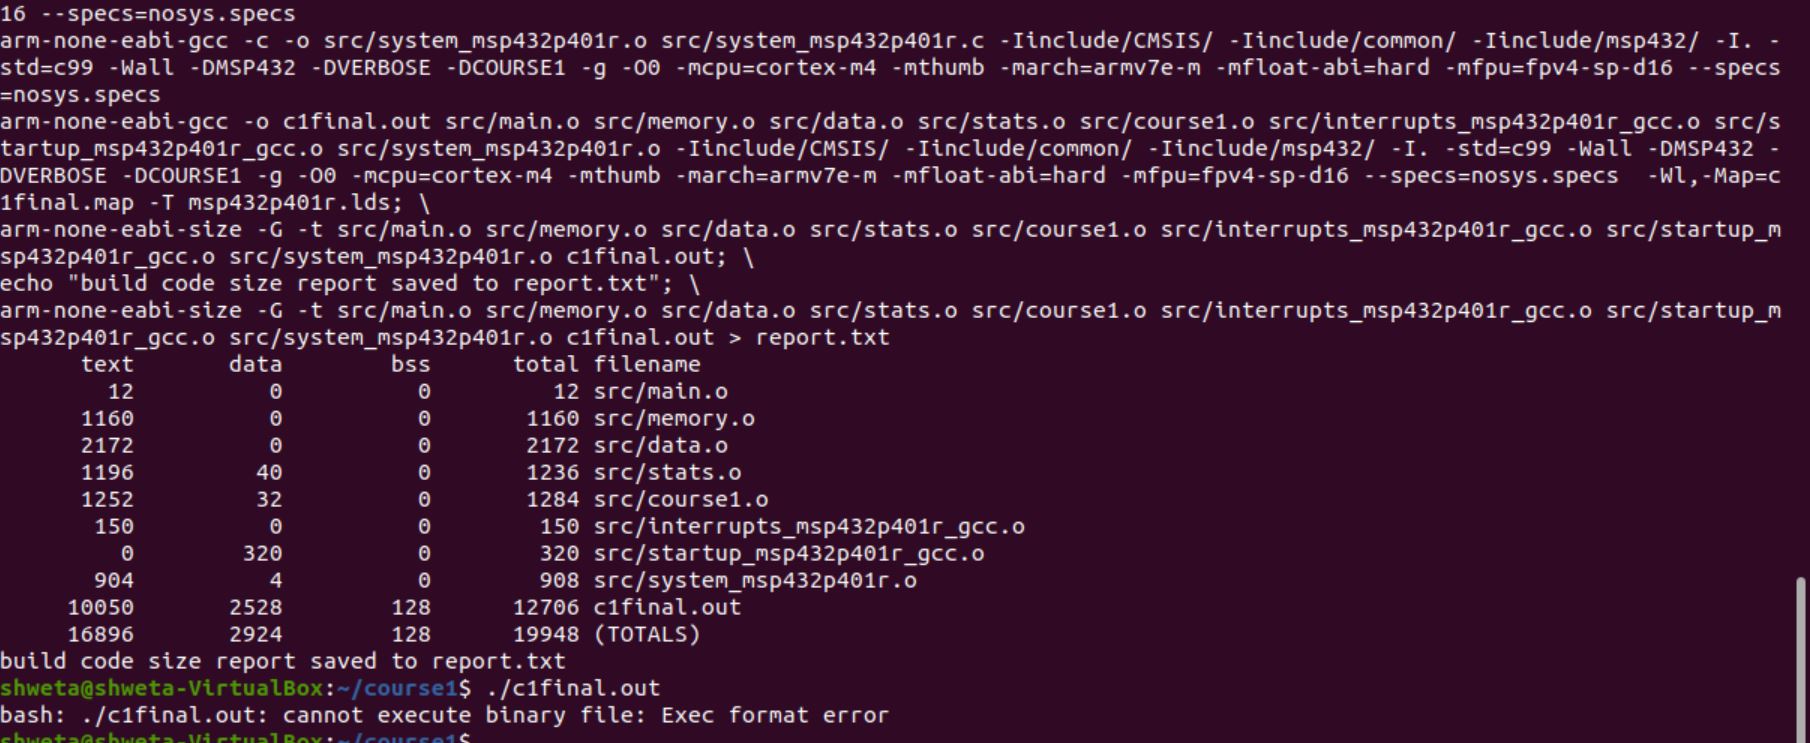 16 --specs=nosys.specs
arm-none-eabi-gcc -c -o src/system_msp432p401r.o src/system_msp432p401r.c -Iinclude/CMSIS/ -Iinclude/common/ -Iinclude/msp432/ -I. -
std=c99 -Wall -DMSP432 -DVERBOSE -DCOURSE1 -g -O0 -mcpu=cortex-m4 -mthumb -march=armv7e-m -mfloat-abi=hard -mfpu=fpv4-sp-d16 --specs
=nosys.specs
arm-none-eabi-gcc -o c1final.out src/main.o src/memory.o src/data.o src/stats.o src/course1.o src/interrupts_msp432p401r_gcc.o src/s
tartup_msp432p401r_gcc.o src/system_msp432p401r.o -Iinclude/CMSIS/ -Iinclude/common/ -Iinclude/msp432/ -I. -std=c99 -Wall -DMSP432 -
DVERBOSE -DCOURSE1 -g -O0 -mcpu=cortex-m4 -mthumb -march=armv7e-m -mfloat-abi=hard -mfpu=fpv4-sp-d16 --specs=nosys.specs  -Wl,-Map=c
1final.map -T msp432p401r.lds; \
arm-none-eabi-size -G -t src/main.o src/memory.o src/data.o src/stats.o src/course1.o src/interrupts_msp432p401r_gcc.o src/startup_m
sp432p401r_gcc.o src/system_msp432p401r.o c1final.out; \
echo "build code size report saved to report.txt"; \
arm-none-eabi-size -G -t src/main.o src/memory.o src/data.o src/stats.o src/course1.o src/interrupts_msp432p401r_gcc.o src/startup_m
sp432p401r_gcc.o src/system_msp432p401r.o c1final.out > report.txt
      text       data        bss      total filename
        12          0          0         12 src/main.o
      1160          0          0       1160 src/memory.o
      2172          0          0       2172 src/data.o
      1196         40          0       1236 src/stats.o
      1252         32          0       1284 src/course1.o
       150          0          0        150 src/interrupts_msp432p401r_gcc.o
         0        320          0        320 src/startup_msp432p401r_gcc.o
       904          4          0        908 src/system_msp432p401r.o
     10050       2528        128      12706 c1final.out
     16896       2924        128      19948 (TOTALS)
build code size report saved to report.txt
shweta@shweta-VirtualBox:~/course1$ ./c1final.out
bash: ./c1final.out: cannot execute binary file: Exec format error
shweta@shweta-VirtualBox:~/course1$